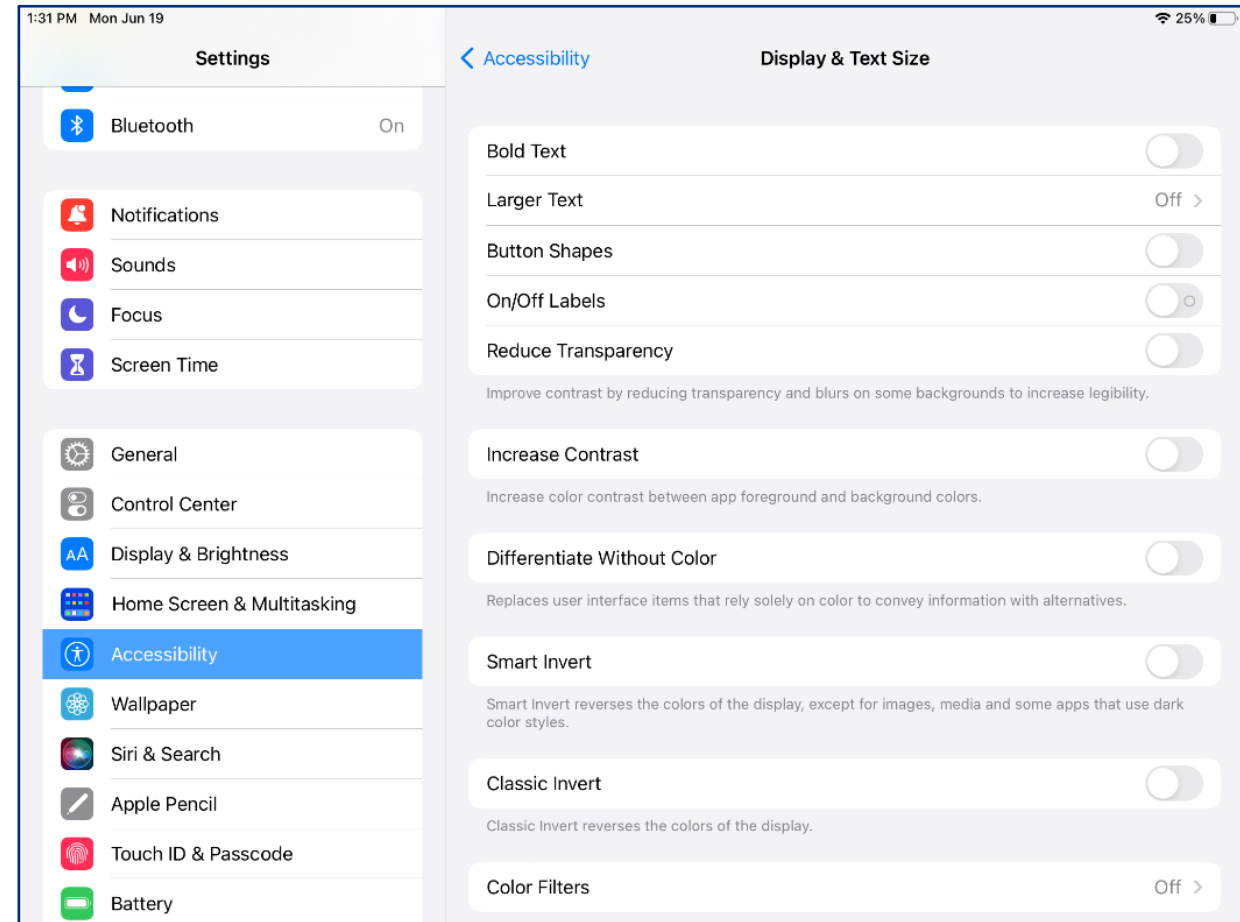 1:31 PM Mon Jun 19
25%
Settings
Bluetooth On
Notifications
Sounds
Focus
Screen Time
General
Control Center
AA Display & Brightness
Home Screen & Multitasking
Accessibility
Wallpaper
Siri & Search
Apple Pencil
Touch ID & Passcode
Battery
Accessibility
Display & Text Size
Bold Text
Larger Text Off
Button Shapes
On/Off Labels
Reduce Transparency
Improve contrast by reducing transparency and blurs on some backgrounds to increase legibility.
Increase Contrast
Increase color contrast between app foreground and background colors.
Differentiate Without Color
Replaces user interface items that rely solely on color to convey information with alternatives.
Smart Invert
Smart Invert reverses the colors of the display, except for images, media and some apps that use dark
color styles.
Classic Invert
Classic Invert reverses the colors of the display.
Color Filters Off